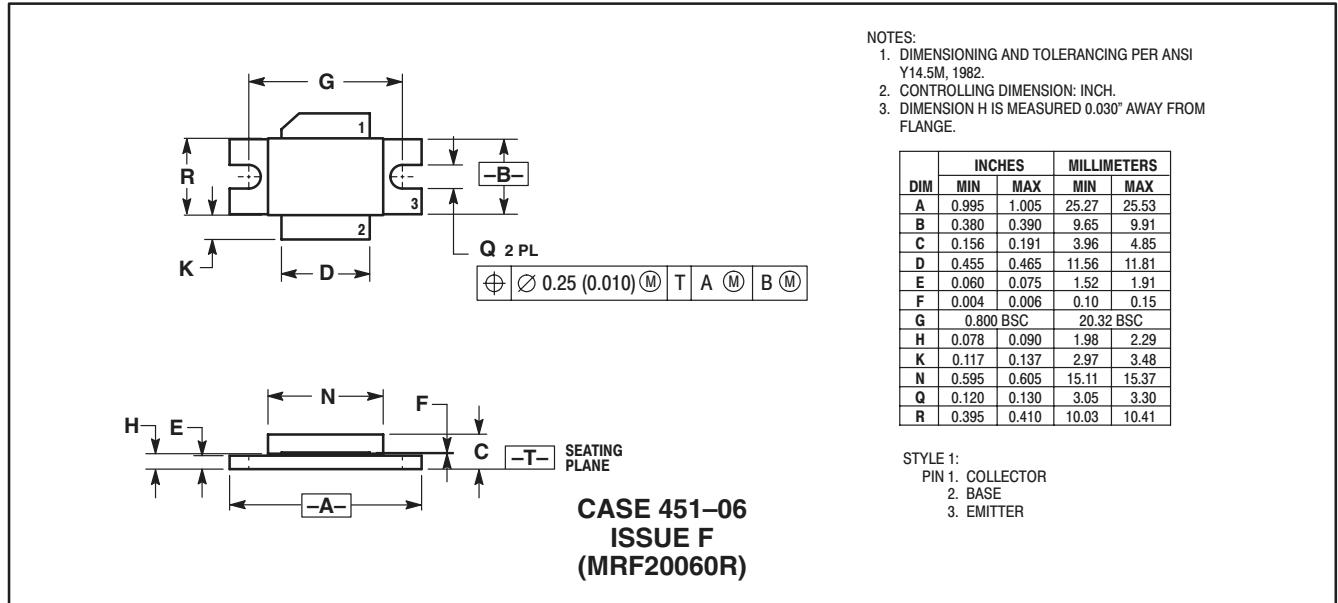 G
1
R
–B–
3
2
K
D
Q 2 PL
⌖ ∅ 0.25 (0.010) Ⓜ T A Ⓜ B Ⓜ
N
F
H
E
C
–T– SEATING
PLANE
–A–
CASE 451–06
ISSUE F
(MRF20060R)
NOTES:
1. DIMENSIONING AND TOLERANCING PER ANSI
Y14.5M, 1982.
2. CONTROLLING DIMENSION: INCH.
3. DIMENSION H IS MEASURED 0.030" AWAY FROM
FLANGE.
INCHES MILLIMETERS
DIM MIN MAX MIN MAX
A 0.995 1.005 25.27 25.53
B 0.380 0.390 9.65 9.91
C 0.156 0.191 3.96 4.85
D 0.455 0.465 11.56 11.81
E 0.060 0.075 1.52 1.91
F 0.004 0.006 0.10 0.15
G 0.800 BSC 20.32 BSC
H 0.078 0.090 1.98 2.29
K 0.117 0.137 2.97 3.48
N 0.595 0.605 15.11 15.37
Q 0.120 0.130 3.05 3.30
R 0.395 0.410 10.03 10.41
STYLE 1:
PIN 1. COLLECTOR
2. BASE
3. EMITTER